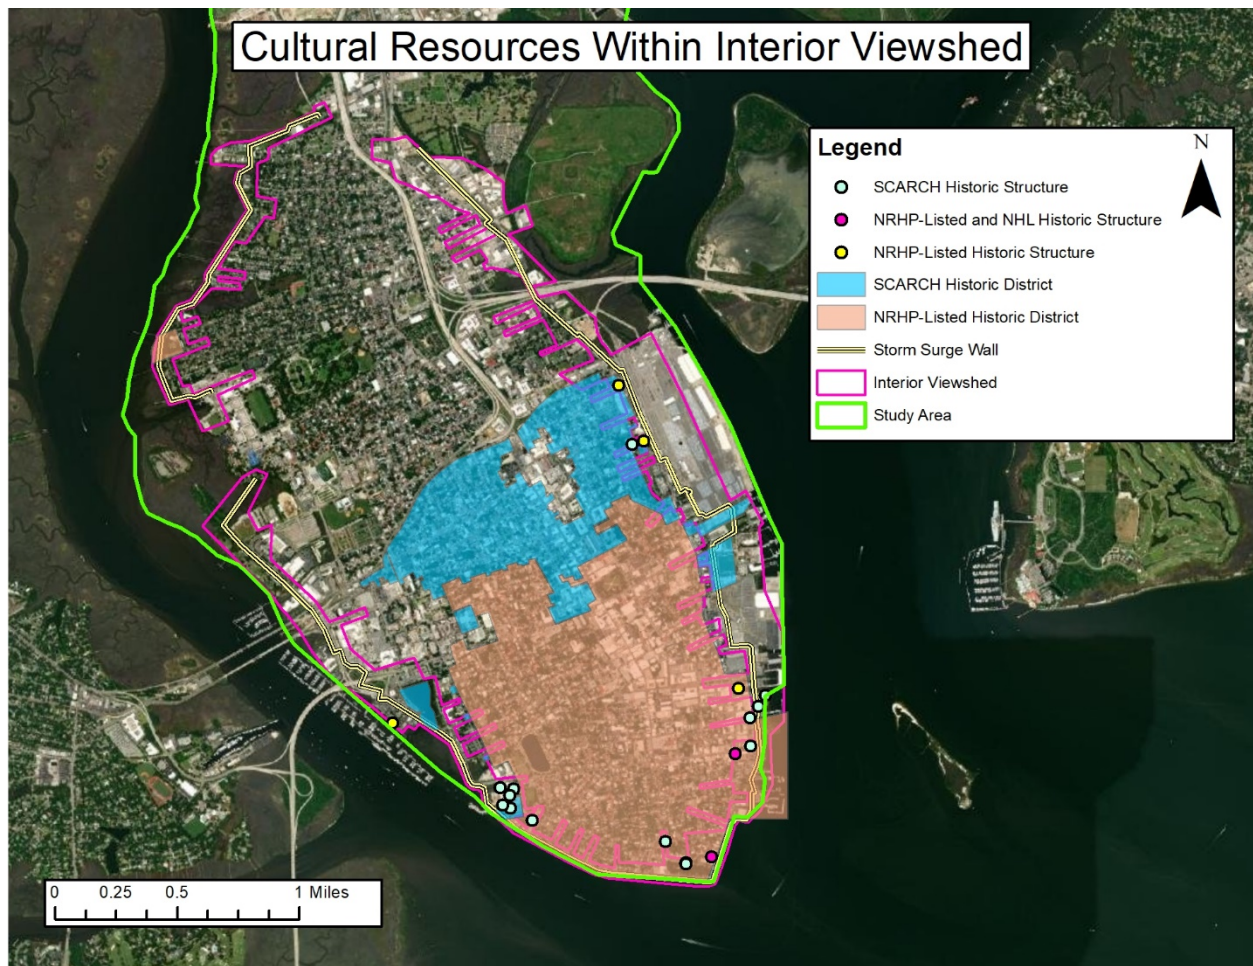 Cultural Resources Within Interior Viewshed
Legend
N
SCARCH Historic Structure
NRHP-Listed and NHL Historic Structure
NRHP-Listed Historic Structure
SCARCH Historic District
NRHP-Listed Historic District
Storm Surge Wall
Interior Viewshed
Study Area
0 0.25 0.5 1 Miles